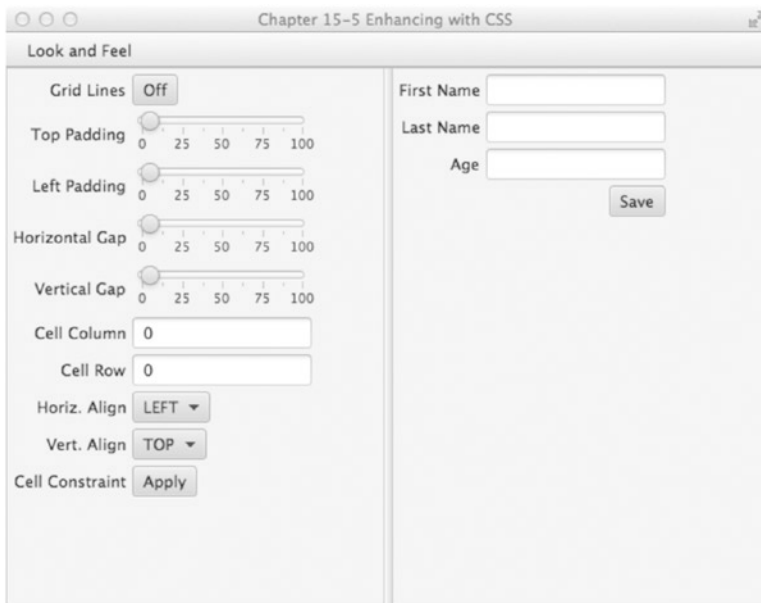 Chapter 15-5 Enhancing with CSS
Look and Feel
Grid Lines Off
Top Padding
0 25 50 75 100
Left Padding
0 25 50 75 100
Horizontal Gap
0 25 50 75 100
Vertical Gap
0 25 50 75 100
Cell Column 0
Cell Row 0
Horiz. Align LEFT
Vert. Align TOP
Cell Constraint Apply
First Name
Last Name
Age
Save